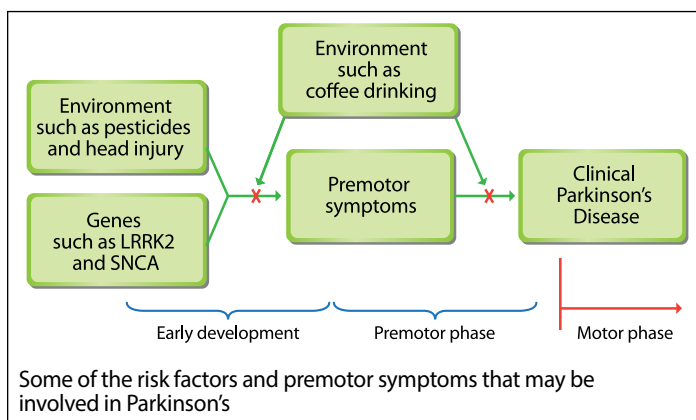 Environment
such as
coffee drinking
Environment
such as pesticides
and head injury
Premotor
symptoms
Clinical
Parkinson's
Disease
Genes
such as LRRK2
and SNCA
Early development
Premotor phase
Motor phase
Some of the risk factors and premotor symptoms that may be
involved in Parkinson's